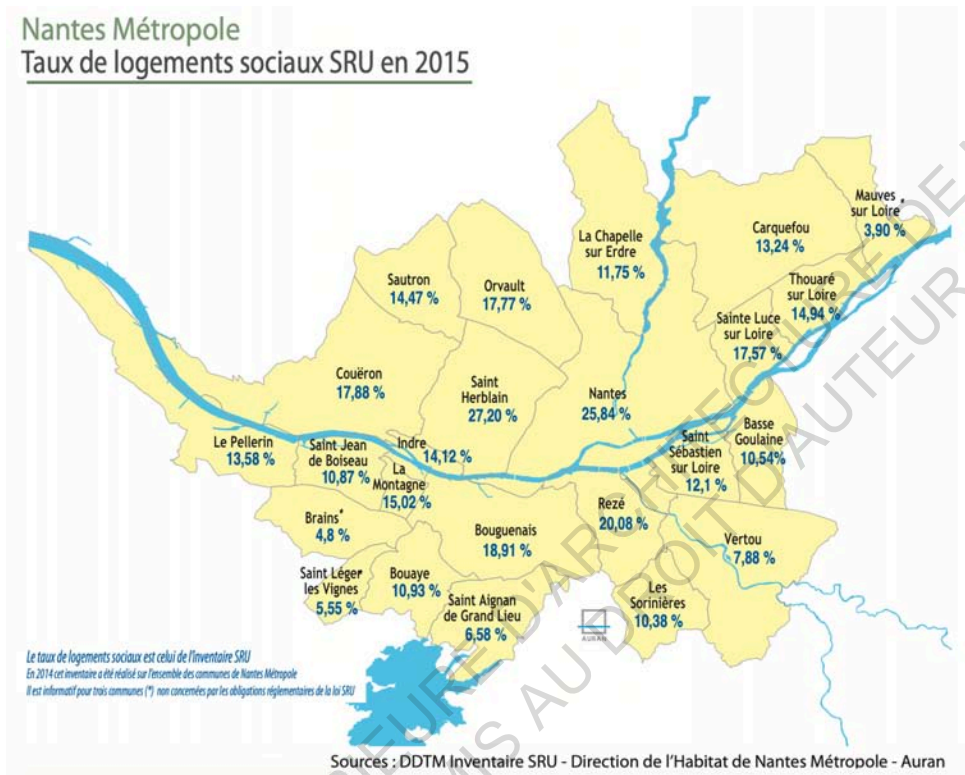 Nantes Métropole
Taux de logements sociaux SRU en 2015
Mauves
sur Loire*
3,90 %
Carquefou
13,24 %
La Chapelle
sur Erdre
11,75 %
Thouaré
sur Loire
14,94 %
Sautron
14,47 %
Orvault
17,77 %
Sainte Luce
sur Loire
17,57 %
Couëron
17,88 %
Saint
Herblain
27,20 %
Nantes
25,84 %
Basse
Goulaine
10,54%
Le Pellerin
13,58 %
Saint Jean
de Boiseau
10,87 %
Indre
14,12 %
La
Montagne
15,02 %
Saint
Sébastien
sur Loire
12,1 %
Brains*
4,8 %
Bouguenais
18,91 %
Rezé
20,08 %
Vertou
7,88 %
Saint Léger*
les Vignes
5,55 %
Bouaye
10,93 %
Saint Aignan
de Grand Lieu
6,58 %
Les
Sorinières
10,38 %
AURAN
Le taux de logements sociaux est celui de l'inventaire SRU
En 2014 cet inventaire a été réalisé sur l'ensemble des communes de Nantes Métropole
Il est informatif pour trois communes (*) non concernées par les obligations réglementaires de la loi SRU
Sources : DDTM Inventaire SRU - Direction de l'Habitat de Nantes Métropole - Auran
IEURE D'ARCHITECTURE DE
MIS AU DROIT D'AUTEUR